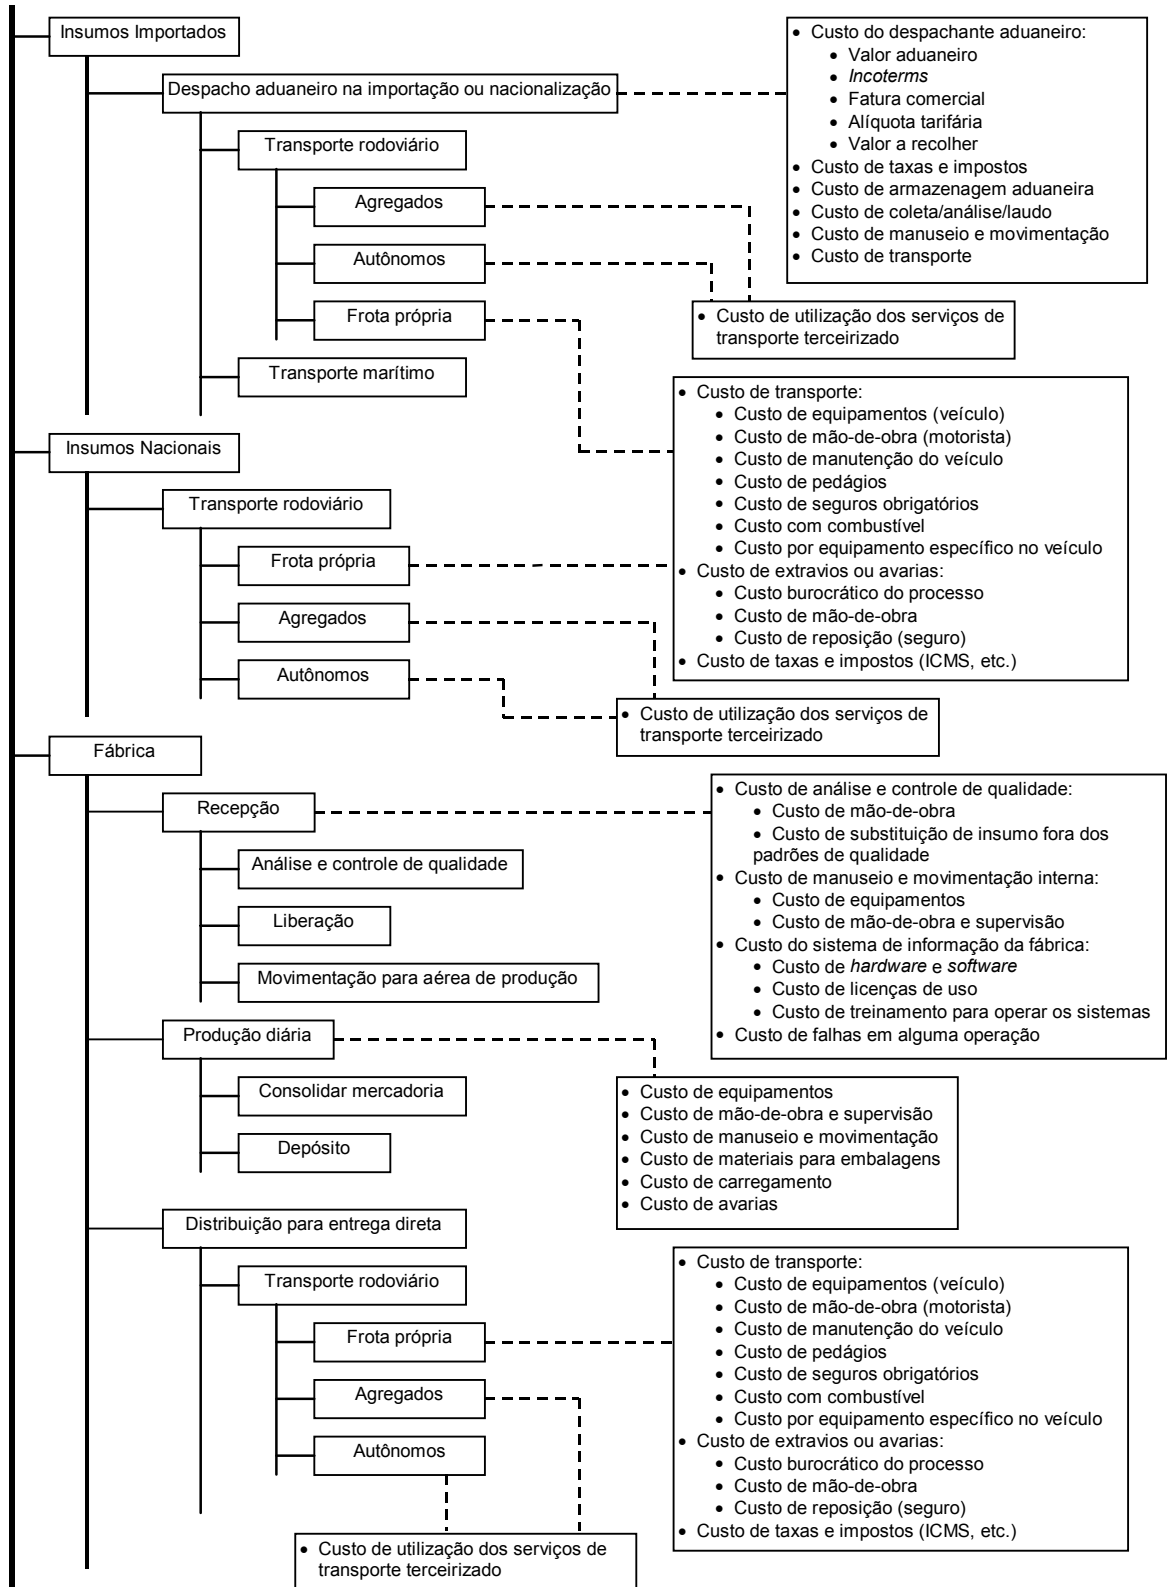 Insumos Importados
Despacho aduaneiro na importação ou nacionalização
Transporte rodoviário
Agregados
Autônomos
Frota própria
Transporte marítimo
• Custo do despachante aduaneiro:
• Valor aduaneiro
• Incoterms
• Fatura comercial
• Alíquota tarifária
• Valor a recolher
• Custo de taxas e impostos
• Custo de armazenagem aduaneira
• Custo de coleta/análise/laudo
• Custo de manuseio e movimentação
• Custo de transporte
• Custo de utilização dos serviços de
transporte terceirizado
Insumos Nacionais
Transporte rodoviário
Frota própria
Agregados
Autônomos
• Custo de transporte:
• Custo de equipamentos (veículo)
• Custo de mão-de-obra (motorista)
• Custo de manutenção do veículo
• Custo de pedágios
• Custo de seguros obrigatórios
• Custo com combustível
• Custo por equipamento específico no veículo
• Custo de extravios ou avarias:
• Custo burocrático do processo
• Custo de mão-de-obra
• Custo de reposição (seguro)
• Custo de taxas e impostos (ICMS, etc.)
• Custo de utilização dos serviços de
transporte terceirizado
Fábrica
Recepção
Análise e controle de qualidade
Liberação
Movimentação para aérea de produção
• Custo de análise e controle de qualidade:
• Custo de mão-de-obra
• Custo de substituição de insumo fora dos
padrões de qualidade
• Custo de manuseio e movimentação interna:
• Custo de equipamentos
• Custo de mão-de-obra e supervisão
• Custo do sistema de informação da fábrica:
• Custo de hardware e software
• Custo de licenças de uso
• Custo de treinamento para operar os sistemas
• Custo de falhas em alguma operação
Produção diária
Consolidar mercadoria
Depósito
• Custo de equipamentos
• Custo de mão-de-obra e supervisão
• Custo de manuseio e movimentação
• Custo de materiais para embalagens
• Custo de carregamento
• Custo de avarias
Distribuição para entrega direta
Transporte rodoviário
Frota própria
Agregados
Autônomos
• Custo de transporte:
• Custo de equipamentos (veículo)
• Custo de mão-de-obra (motorista)
• Custo de manutenção do veículo
• Custo de pedágios
• Custo de seguros obrigatórios
• Custo com combustível
• Custo por equipamento específico no veículo
• Custo de extravios ou avarias:
• Custo burocrático do processo
• Custo de mão-de-obra
• Custo de reposição (seguro)
• Custo de taxas e impostos (ICMS, etc.)
• Custo de utilização dos serviços de
transporte terceirizado